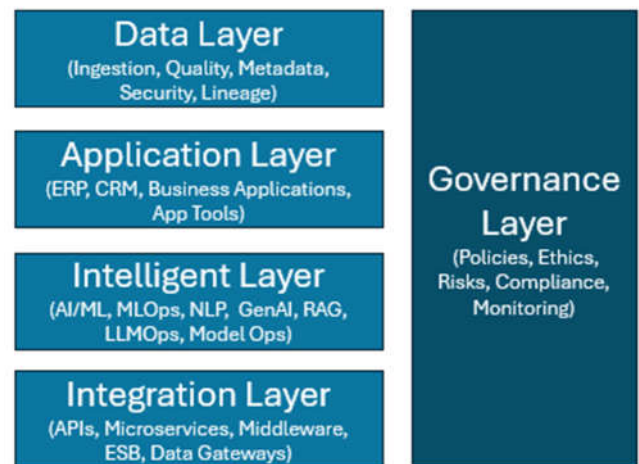 Data Layer
(Ingestion, Quality, Metadata,
Security, Lineage)
Application Layer
(ERP, CRM, Business Applications,
App Tools)
Intelligent Layer
(AI/ML, MLOps, NLP, GenAI, RAG,
LLMOps, Model Ops)
Integration Layer
(APIs, Microservices, Middleware,
ESB, Data Gateways)
Governance
Layer
(Policies, Ethics,
Risks, Compliance,
Monitoring)